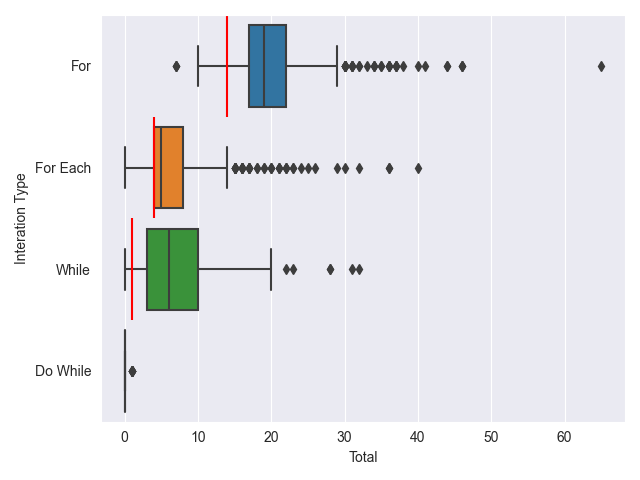 For
For Each
While
Do While
Interation Type
0 10 20 30 40 50 60
Total